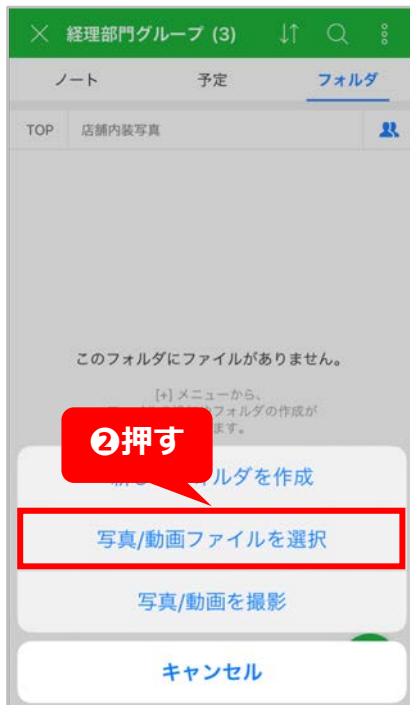 経理部門グループ (3)
ノート 予定 フォルダ
TOP 店舗内装写真
このフォルダにファイルがありません。
[+] メニューから、
フォルダの作成が
ます。
❷押す
ルダを作成
写真/動画ファイルを選択
写真/動画を撮影
キャンセル